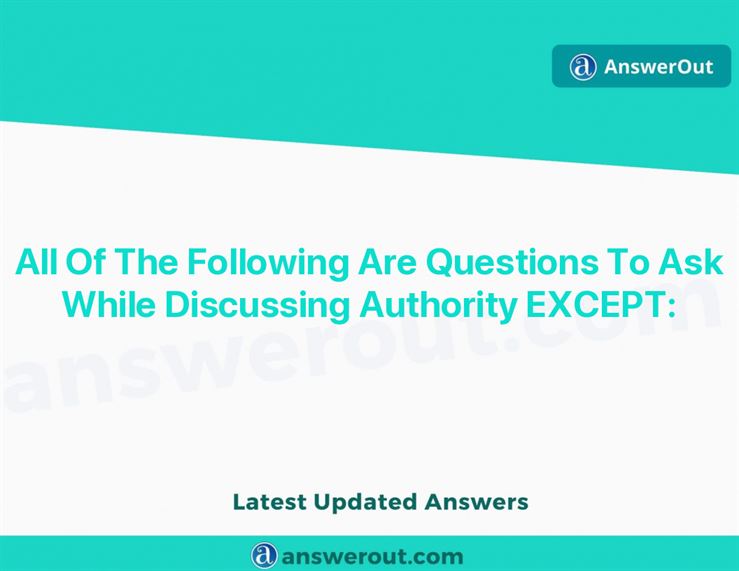 AnswerOut
All Of The Following Are Questions To Ask
While Discussing Authority EXCEPT:
answerout.com
Latest Updated Answers
answerout.com